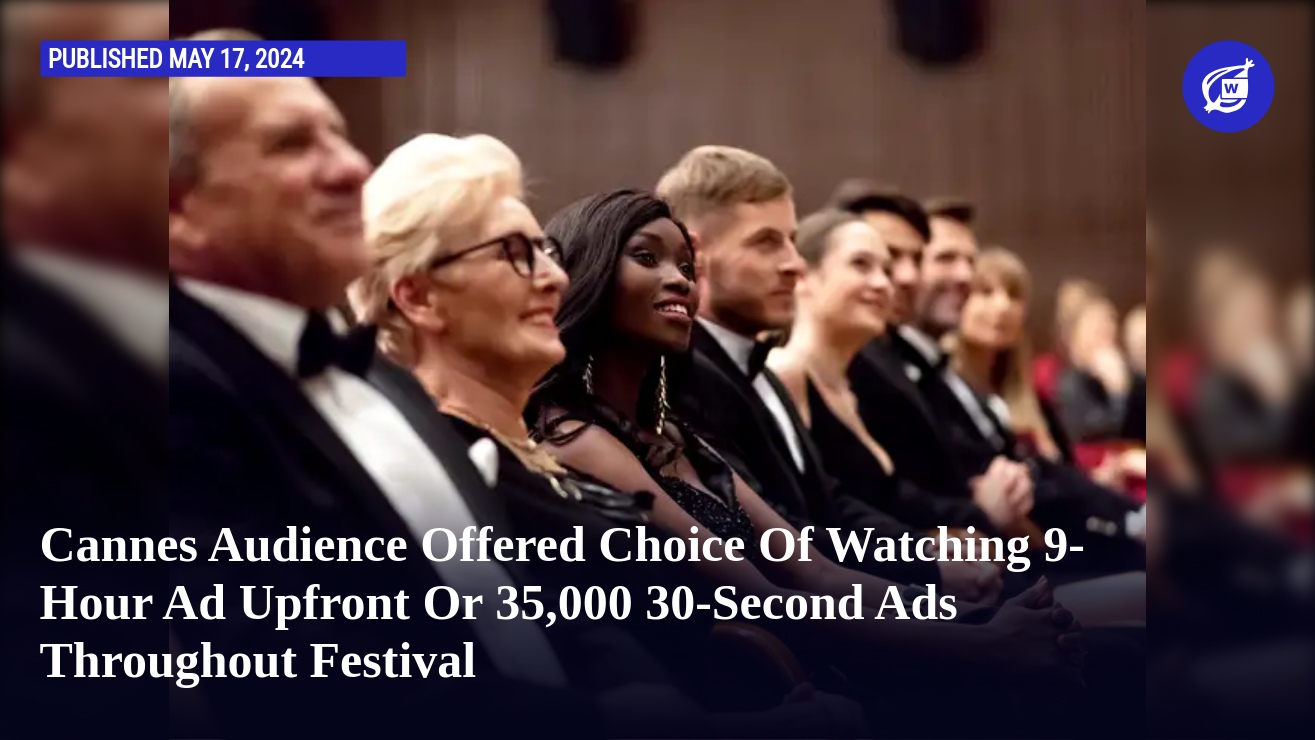 PUBLISHED MAY 17, 2024
W
Cannes Audience Offered Choice Of Watching 9-
Hour Ad Upfront Or 35,000 30-Second Ads
Throughout Festival